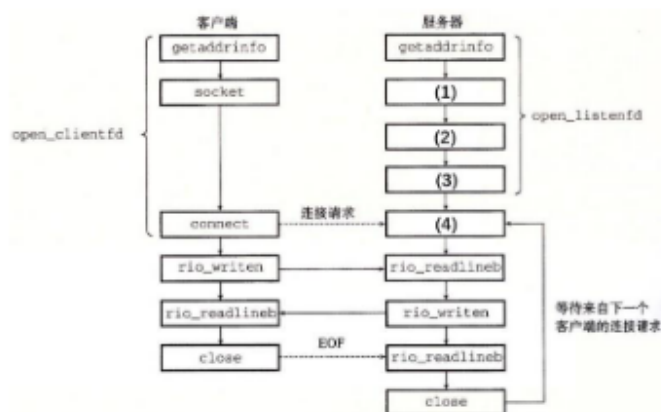 客户端
服务器
getaddrinfo
getaddrinfo
socket
(1)
open_clientfd
open_listenfd
(2)
(3)
connect
连接请求
(4)
rio_writen
rio_readlineb
rio_readlineb
rio_writen
等待来自下一个
客户端的连接请求
close
EOF
rio_readlineb
close